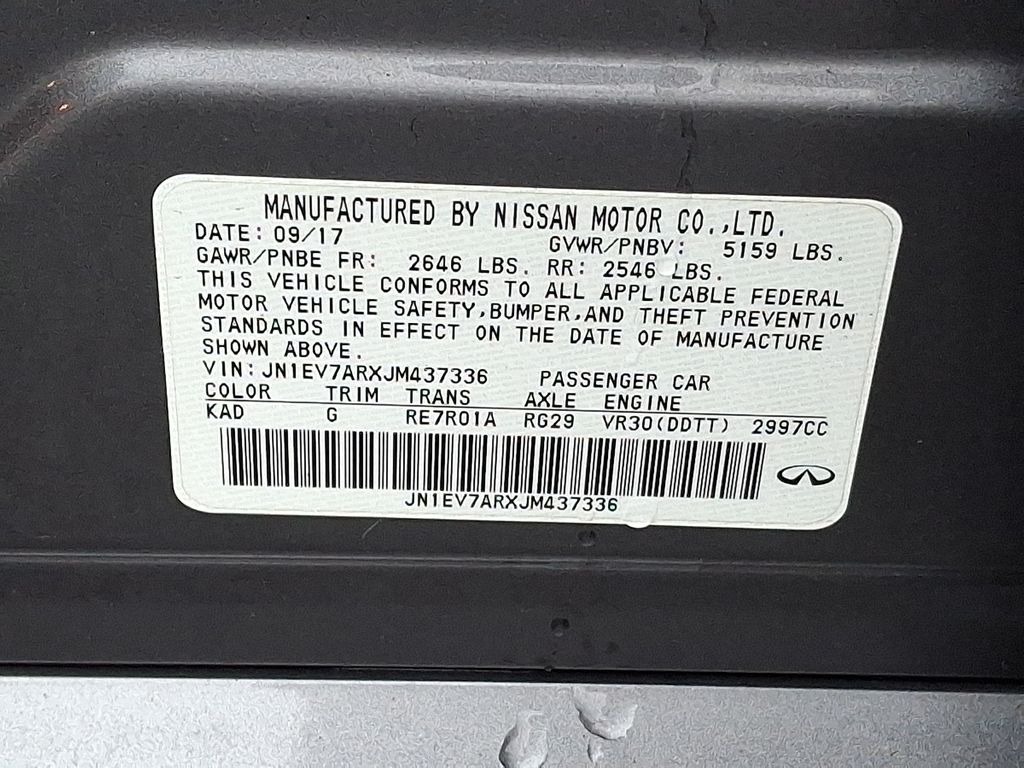 MANUFACTURED BY NISSAN MOTOR CO.,LTD.
DATE: 09/17 GVWR/PNBV: 5159 LBS.
GAWR/PNBE FR: 2646 LBS. RR: 2546 LBS.
THIS VEHICLE CONFORMS TO ALL APPLICABLE FEDERAL
MOTOR VEHICLE SAFETY,BUMPER,AND THEFT PREVENTION
STANDARDS IN EFFECT ON THE DATE OF MANUFACTURE
SHOWN ABOVE.
VIN: JN1EV7ARXJM437336 PASSENGER CAR
COLOR TRIM TRANS AXLE ENGINE
KAD G RE7R01A RG29 VR30(DDTT) 2997CC
JN1EV7ARXJM437336